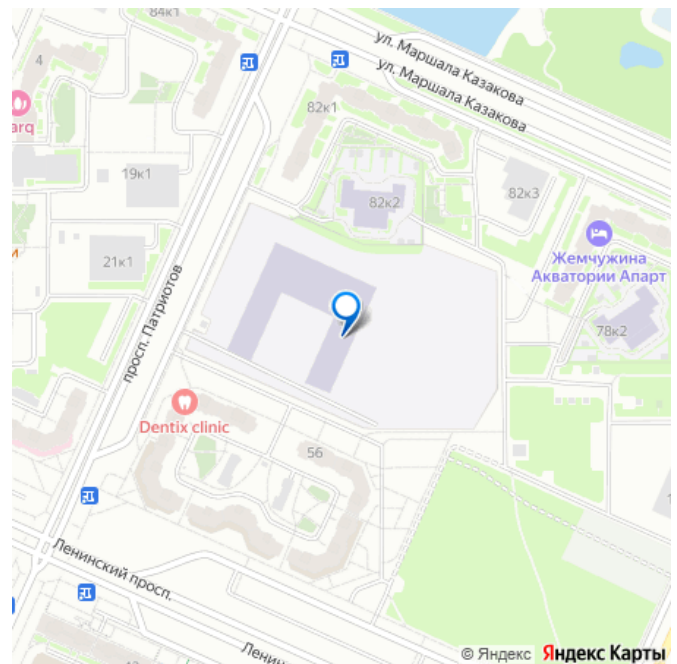 84к1
ул. Маршала Казакова
ул. Маршала Казакова
4
arq
82к1
19к1
82к2
82к3
21к1
Жемчужина
Акватории Апарт
просп. Патриотов
78к2
Dentix clinic
56
Ленинский просп.
Ленин
© Яндекс Яндекс Карты